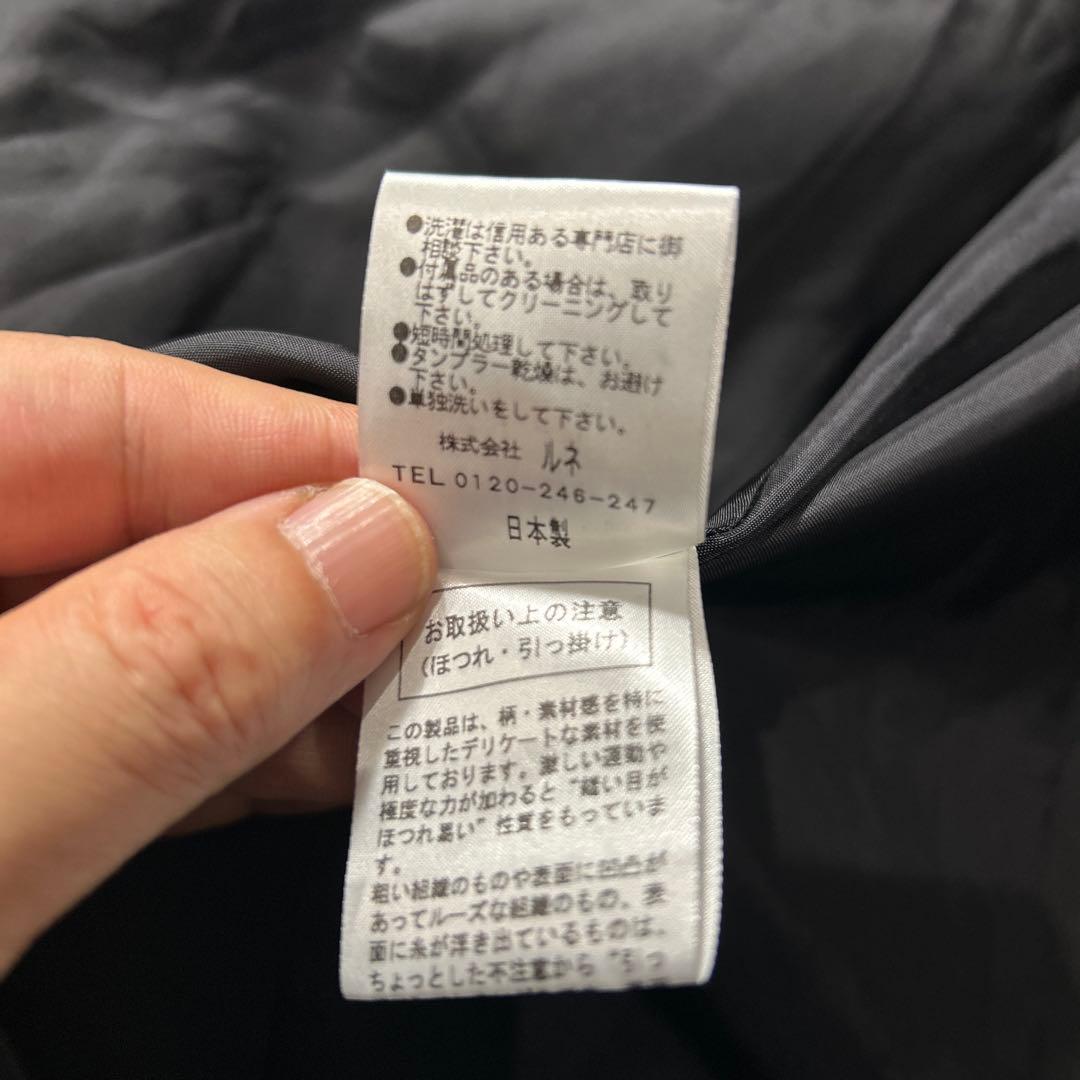 ●洗濯は信用ある専門店に御
相談下さい。
●付属品のある場合は、取り
はずしてクリーニングして
下さい。
●短時間処理して下さい。
●タンブラー乾燥は、お避け
下さい。
●単独洗いをして下さい。
株式会社 ルネ
TEL 0120-246-247
日本製
お取扱い上の注意
(ほつれ・引っ掛け)
この製品は、柄・素材感を特に
重視したデリケートな素材を使
用しております。激しい運動や
極度な力が加わると“縫い目が
ほつれ易い”性質をもっていま
す。
粗い組織のものや表面に凹凸が
あってルーズな組織のもの、表
面に糸が浮き出ているものは、
ちょっとした不注意から“引っ